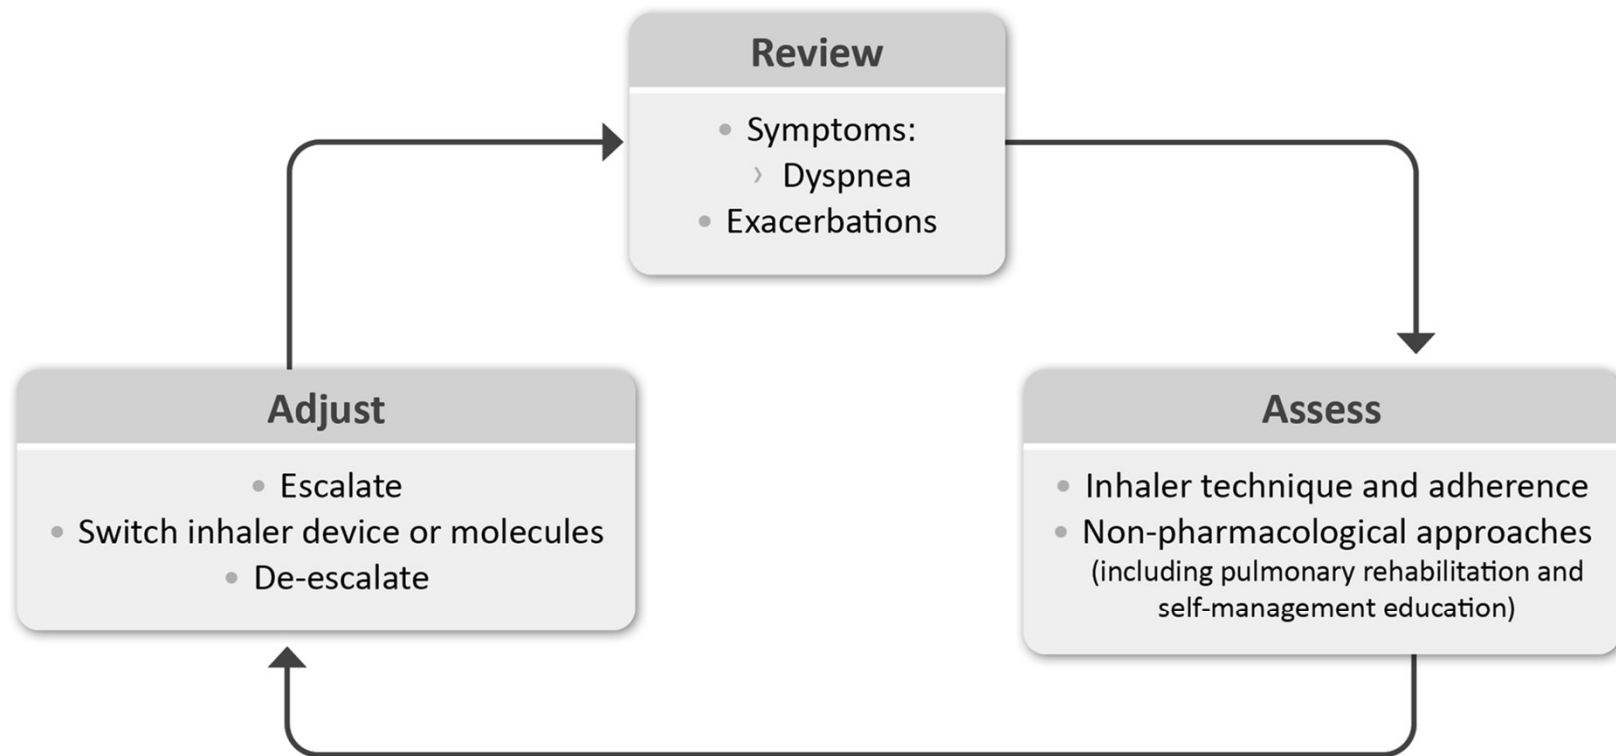 Review
• Symptoms:
› Dyspnea
• Exacerbations
Adjust
• Escalate
• Switch inhaler device or molecules
• De-escalate
Assess
• Inhaler technique and adherence
• Non-pharmacological approaches
(including pulmonary rehabilitation and
self-management education)